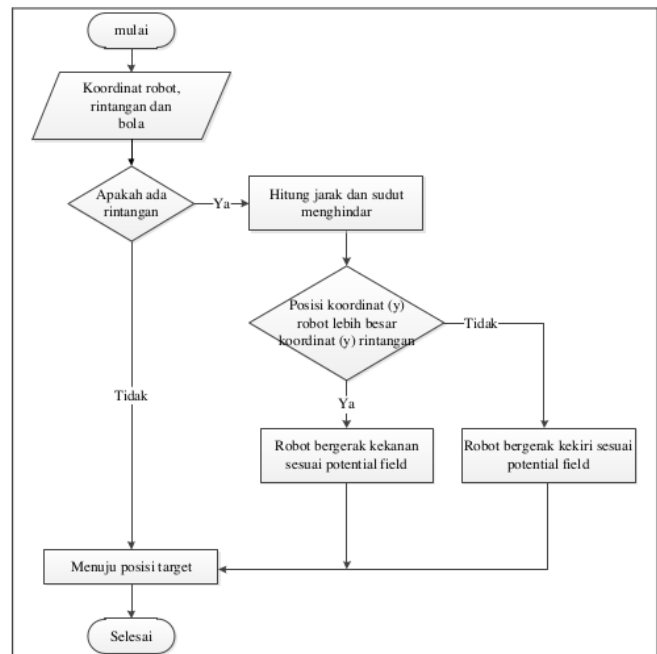 mulai
Koordinat robot,
rintangan dan
bola
Apakah ada
rintangan
Ya
Hitung jarak dan sudut
menghindar
Posisi koordinat (y)
robot lebih besar
koordinat (y) rintangan
Tidak
Tidak
Ya
Robot bergerak kekanan
sesuai potential field
Robot bergerak kekiri sesuai
potential field
Menuju posisi target
Selesai